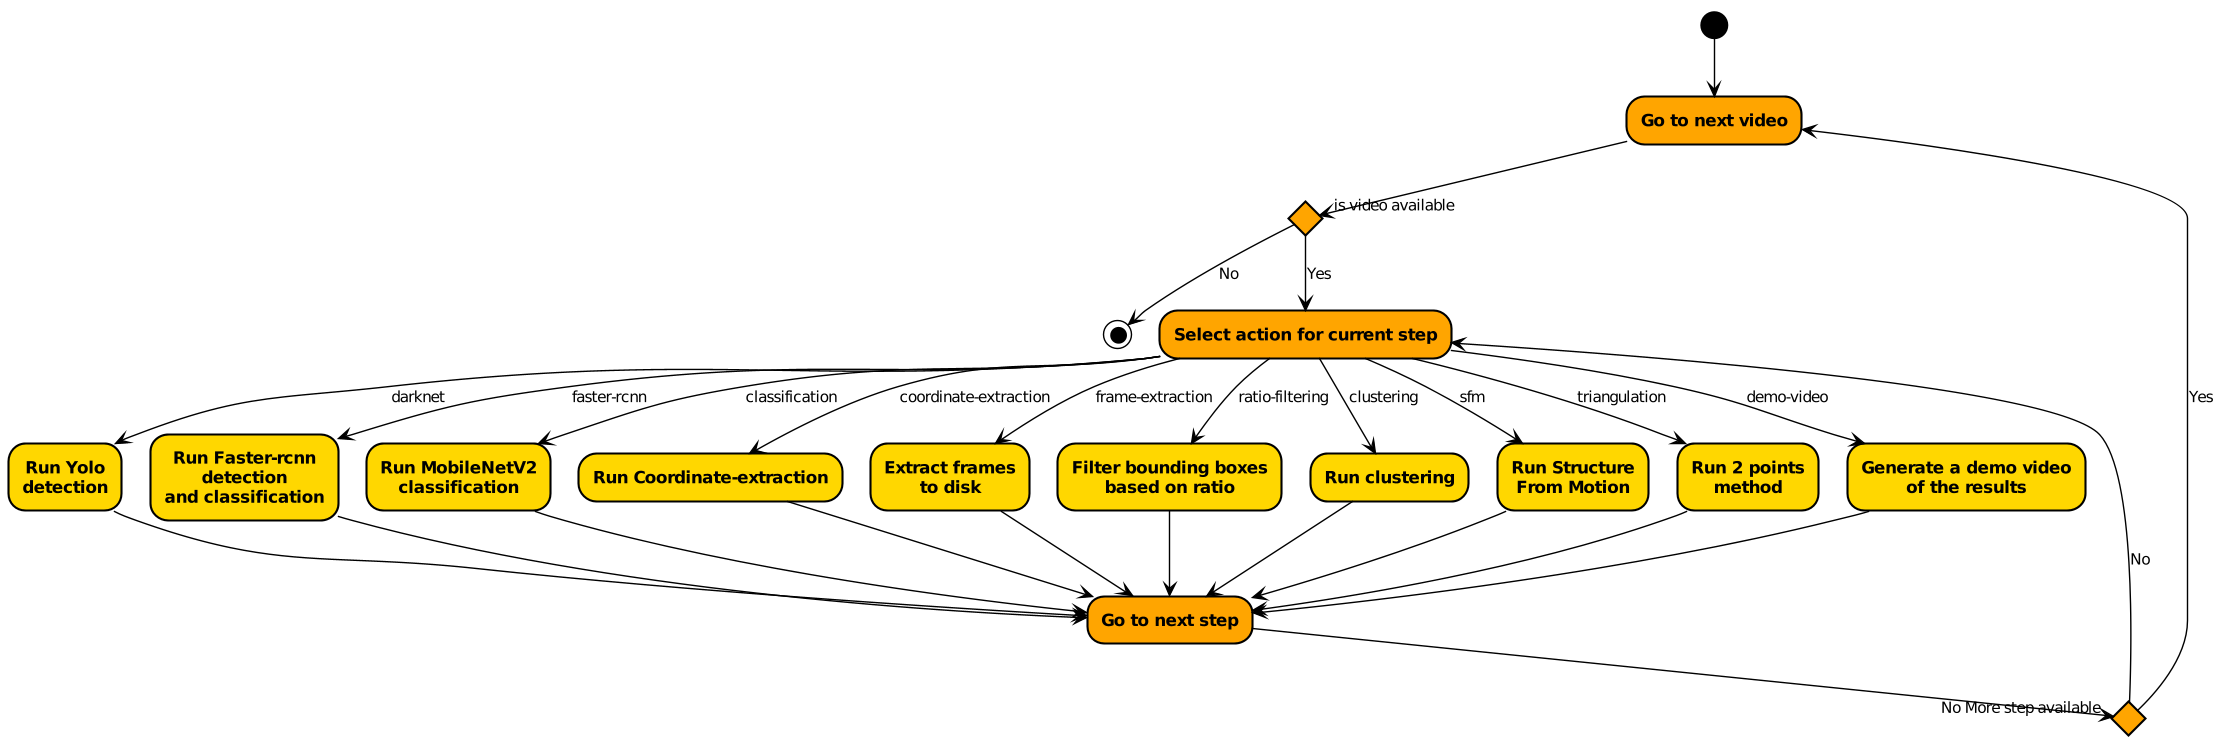 Go to next video
is video available
No
Yes
Select action for current step
darknet
faster-rcnn
classification
coordinate-extraction
frame-extraction
ratio-filtering
clustering
sfm
triangulation
demo-video
Yes
Run Yolo
detection
Run Faster-rcnn
detection
and classification
Run MobileNetV2
classification
Run Coordinate-extraction
Extract frames
to disk
Filter bounding boxes
based on ratio
Run clustering
Run Structure
From Motion
Run 2 points
method
Generate a demo video
of the results
No
Go to next step
No More step available